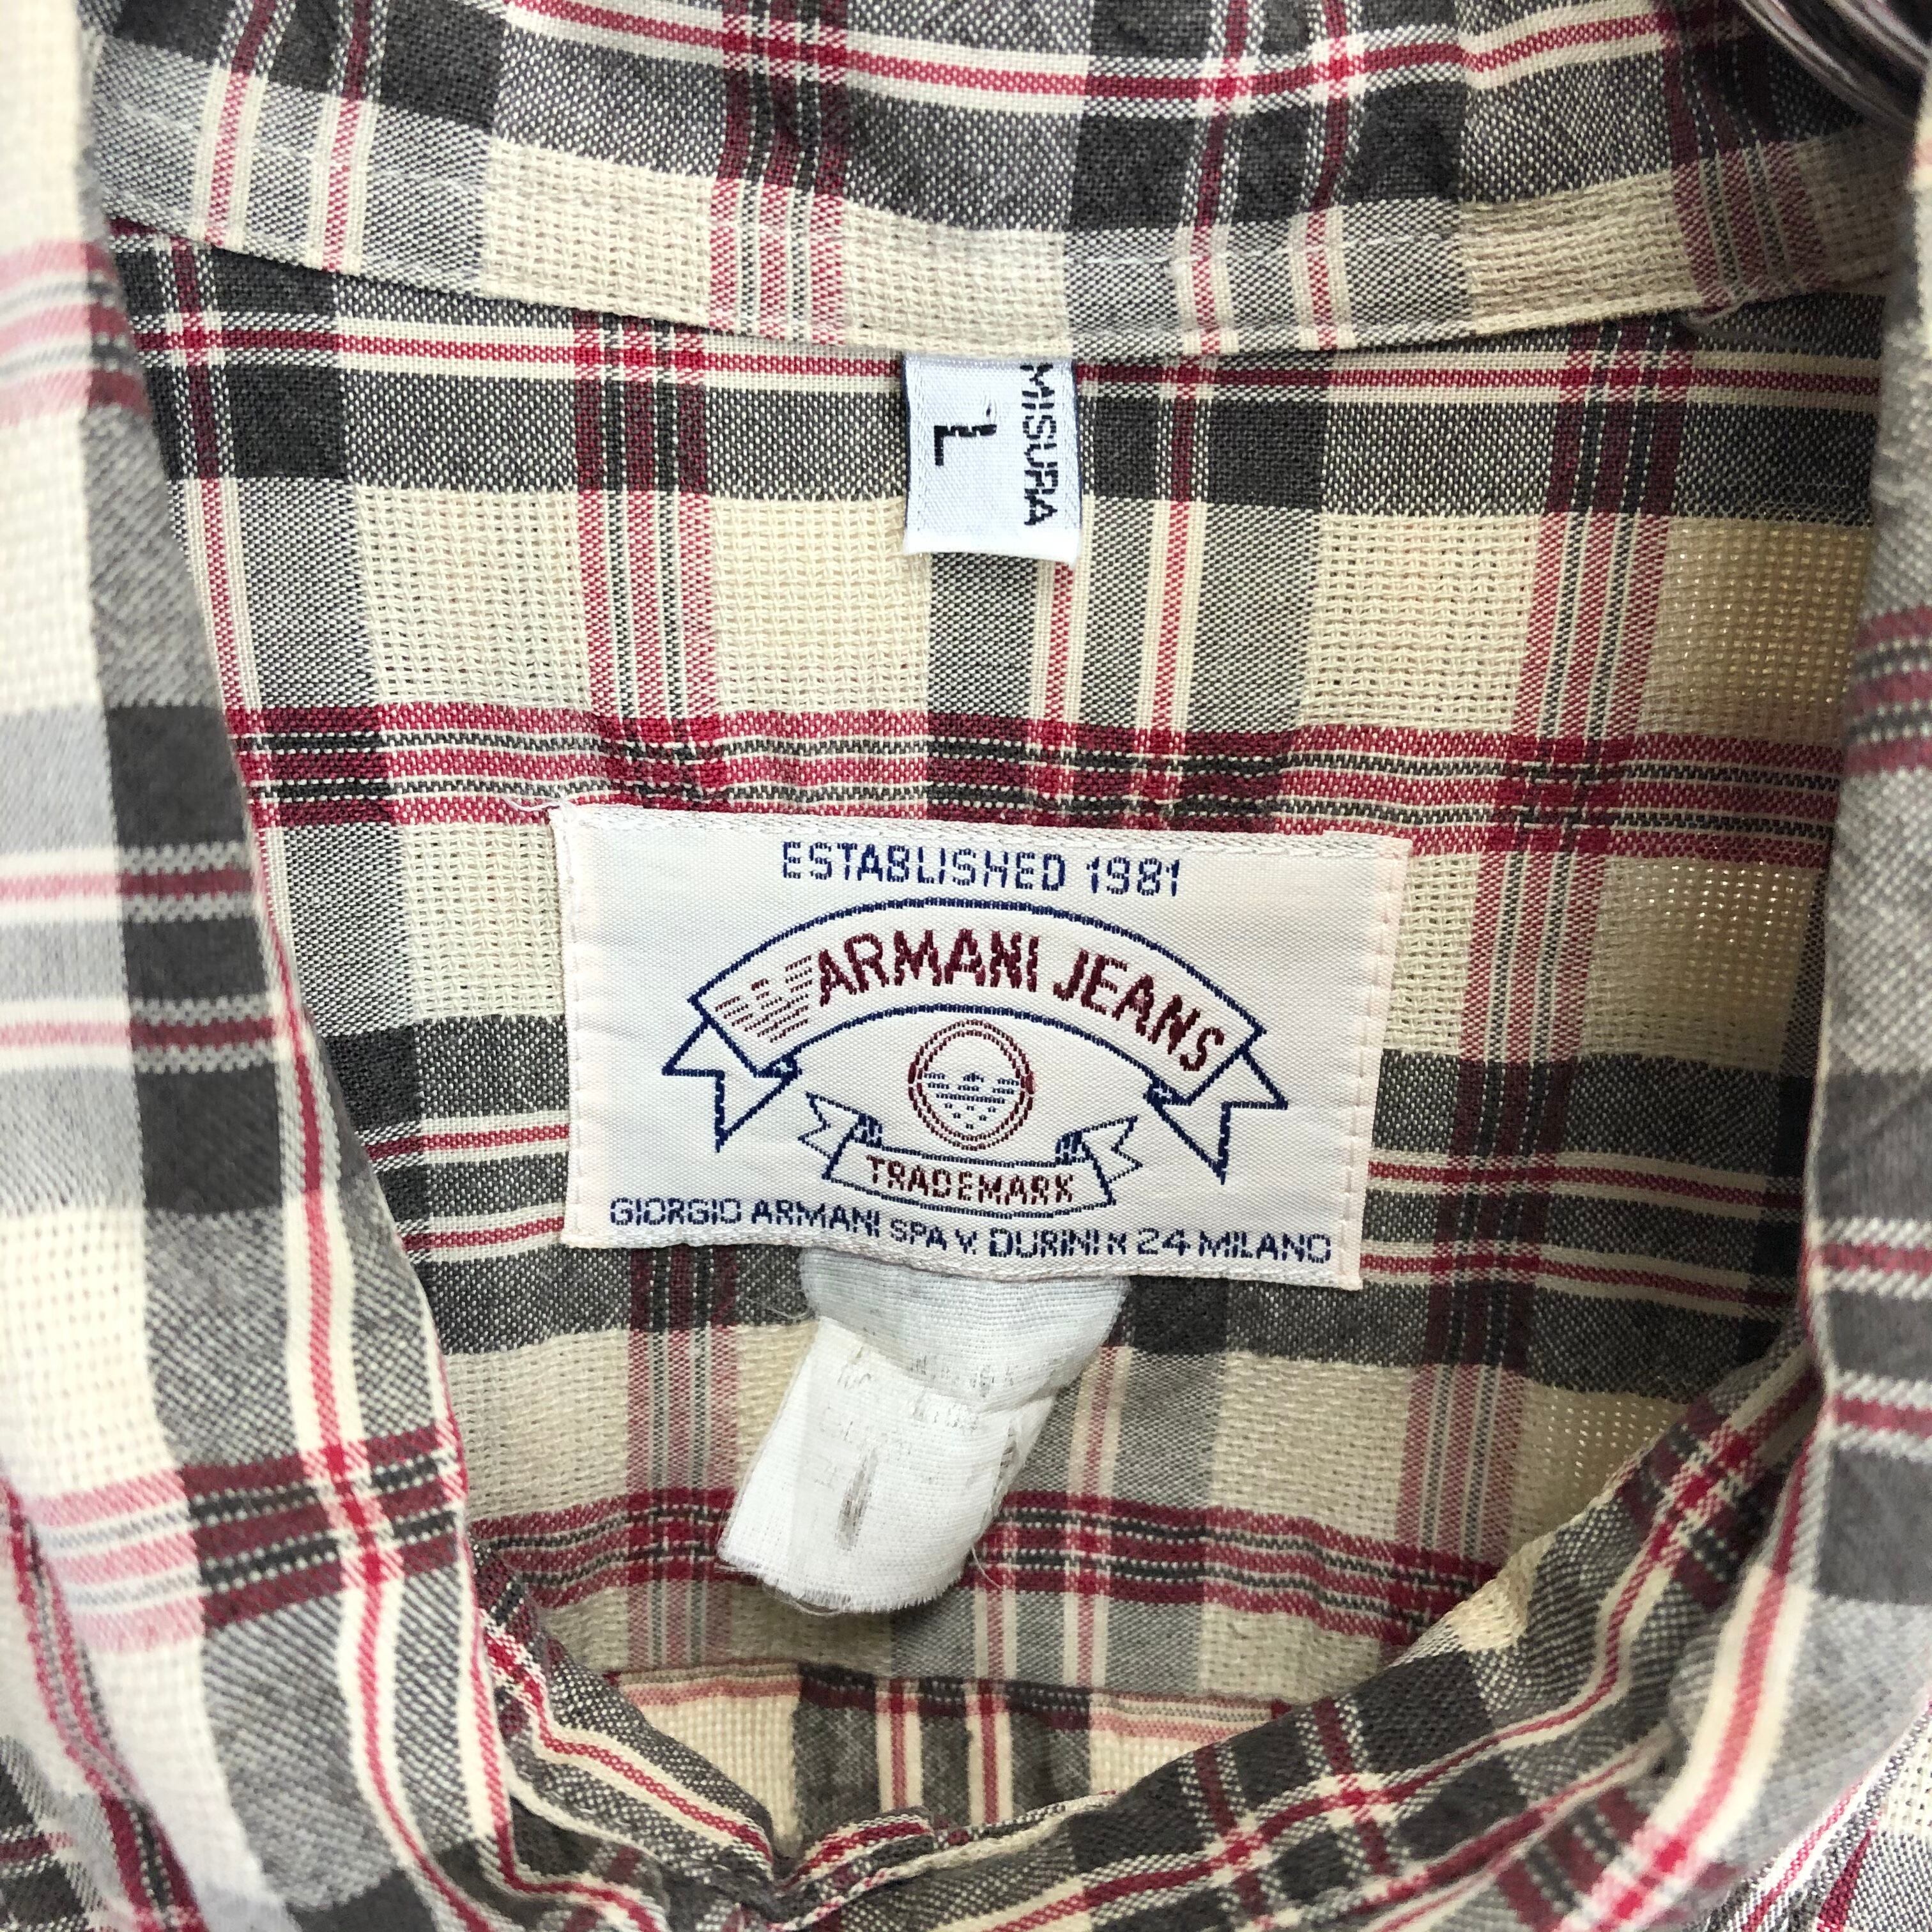 MISURA
L
ESTABLISHED 1981
ARMANI JEANS
TRADEMARK
GIORGIO ARMANI SPA V. DURINI N 24 MILANO